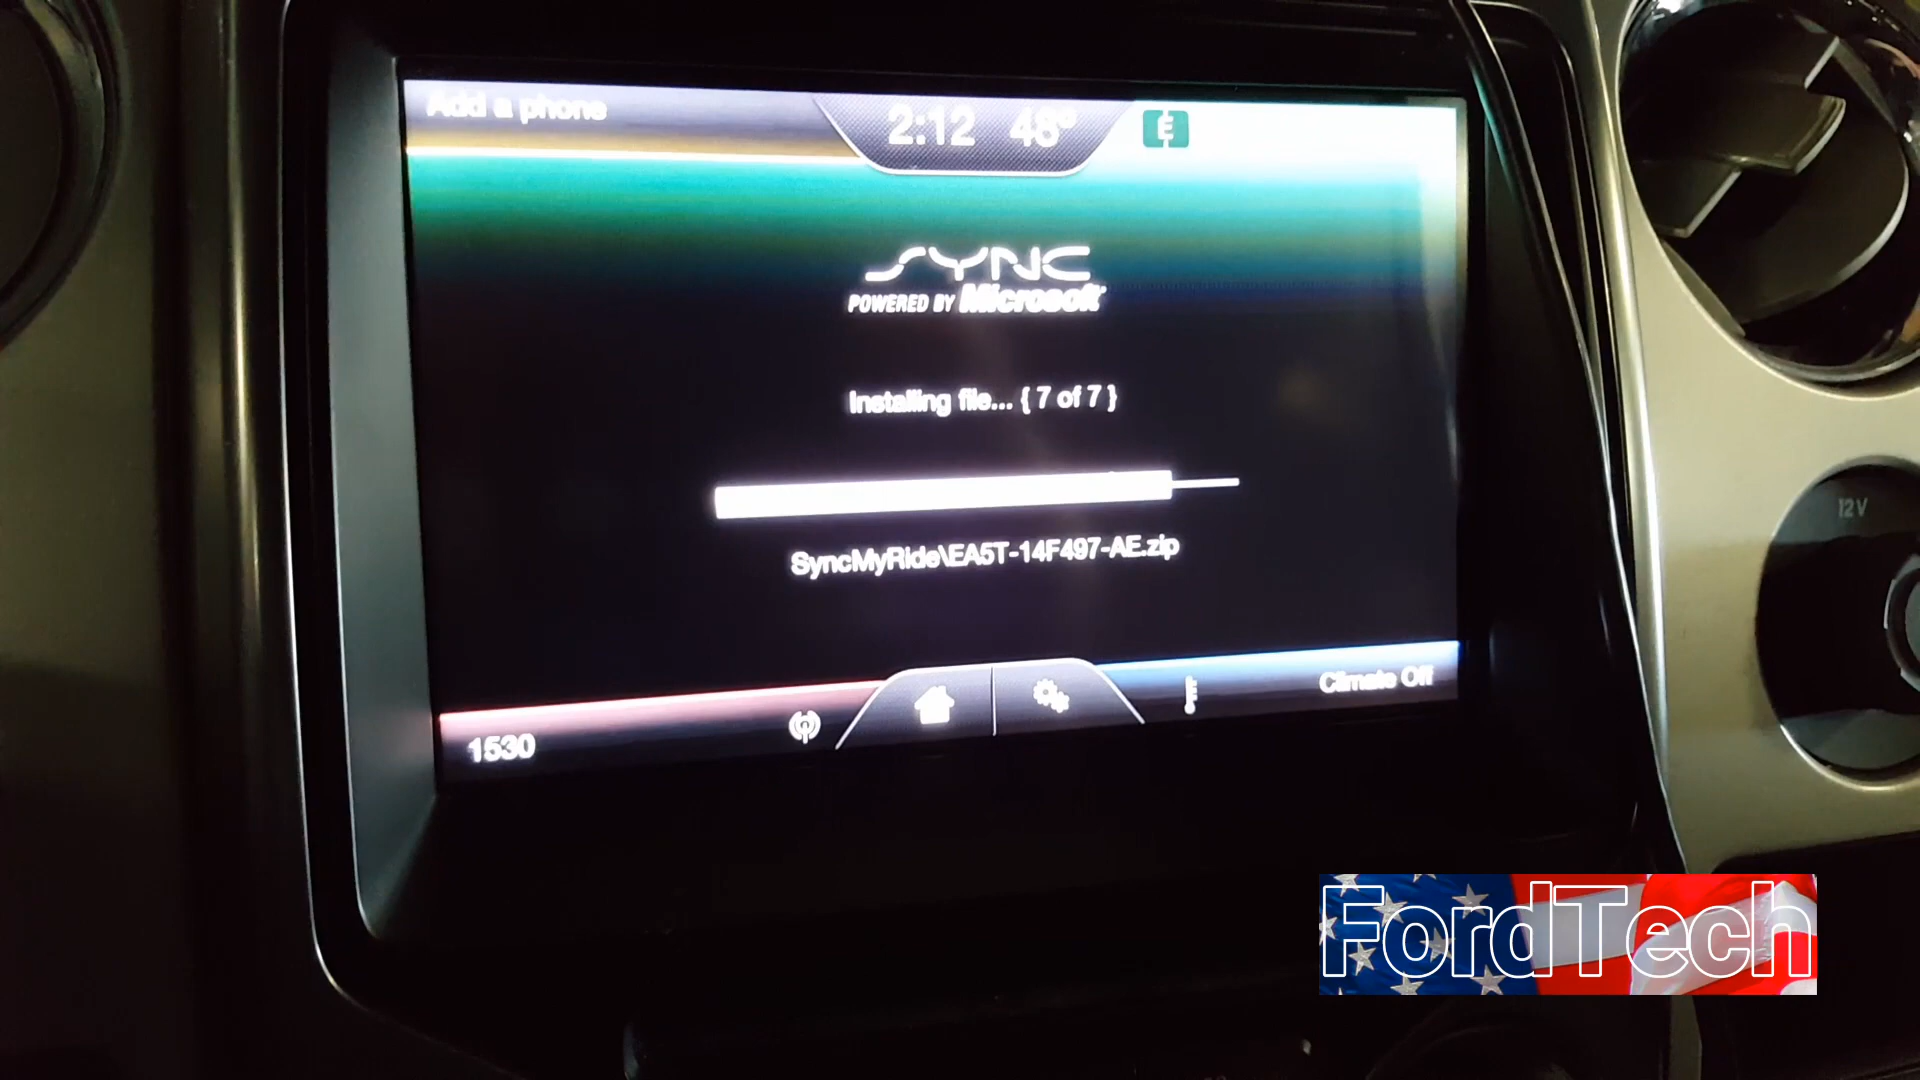 Add a phone
2:12 48°
E
SYNC
POWERED BY Microsoft
Installing file... { 7 of 7 }
SyncMyRide\EA5T-14F497-AE.zip
1530
Climate Off
12V
FordTech